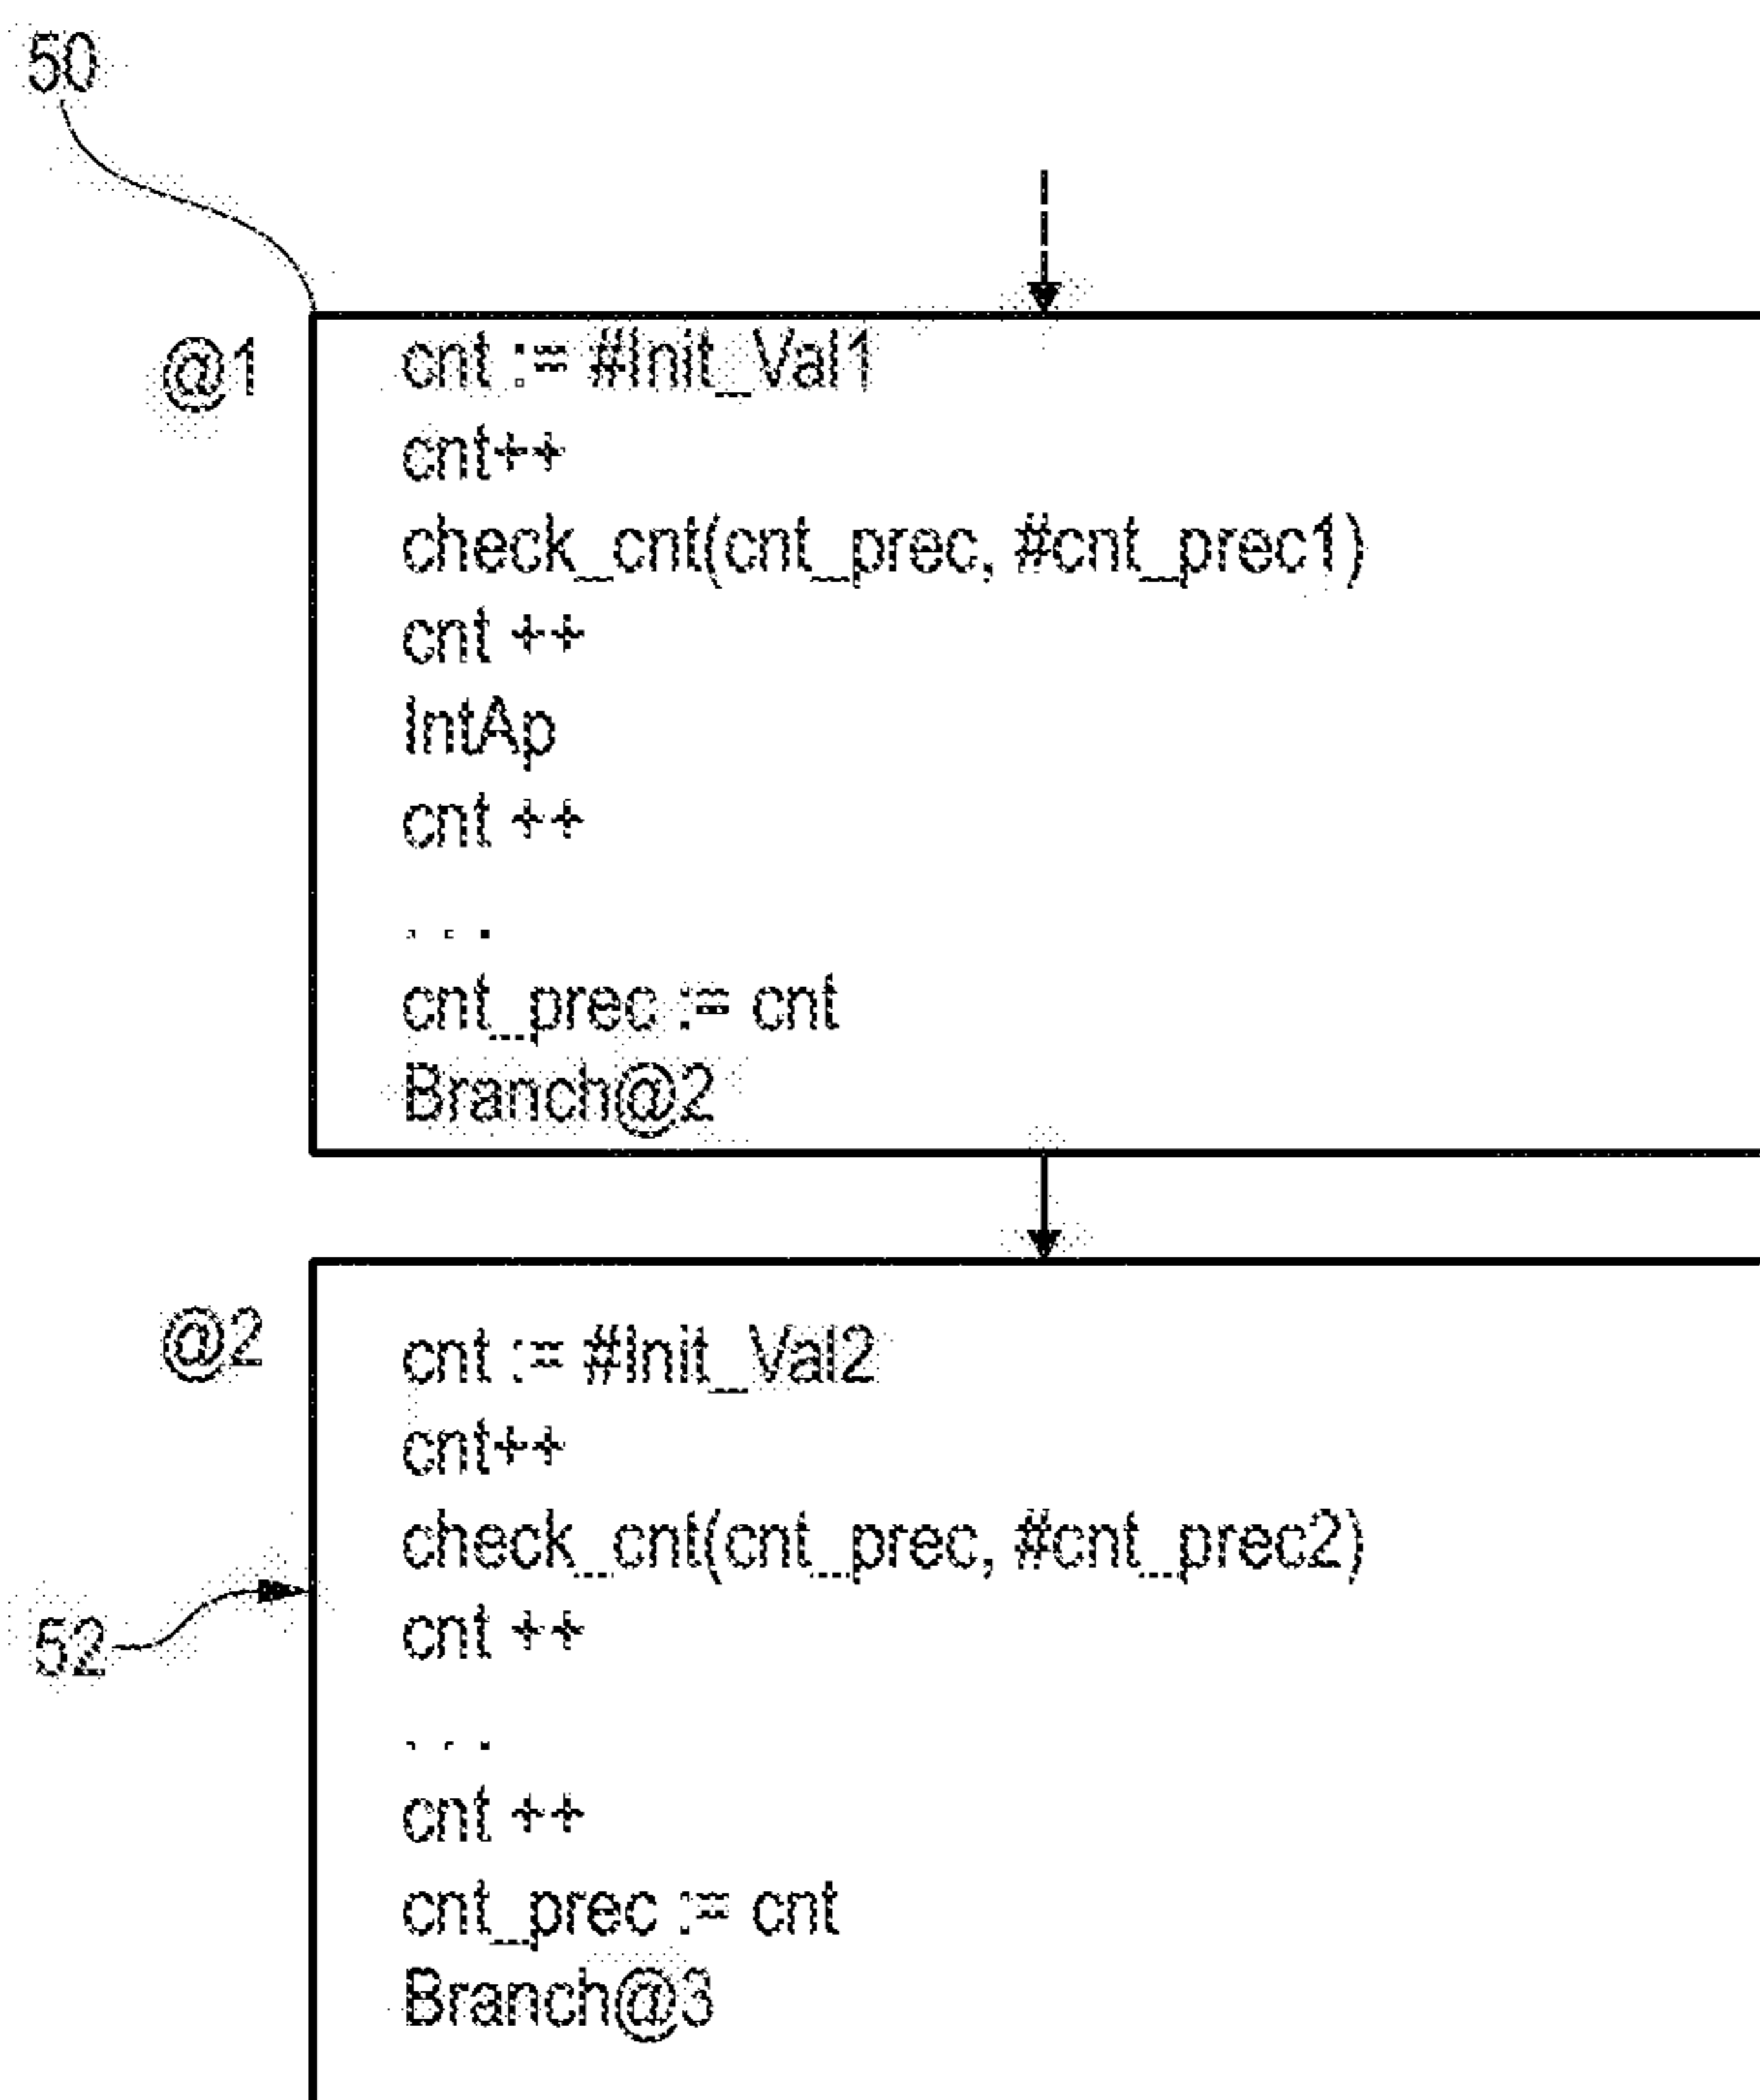 50
@1
cnt := #Init_Val1
cnt++
check_cnt(cnt_prec, #cnt_prec1)
cnt ++
IntAp
cnt ++
. . .
cnt_prec := cnt
Branch@2
@2
cnt := #Init_Val2
cnt++
check_cnt(cnt_prec, #cnt_prec2)
cnt ++
52
. . .
cnt ++
cnt_prec := cnt
Branch@3